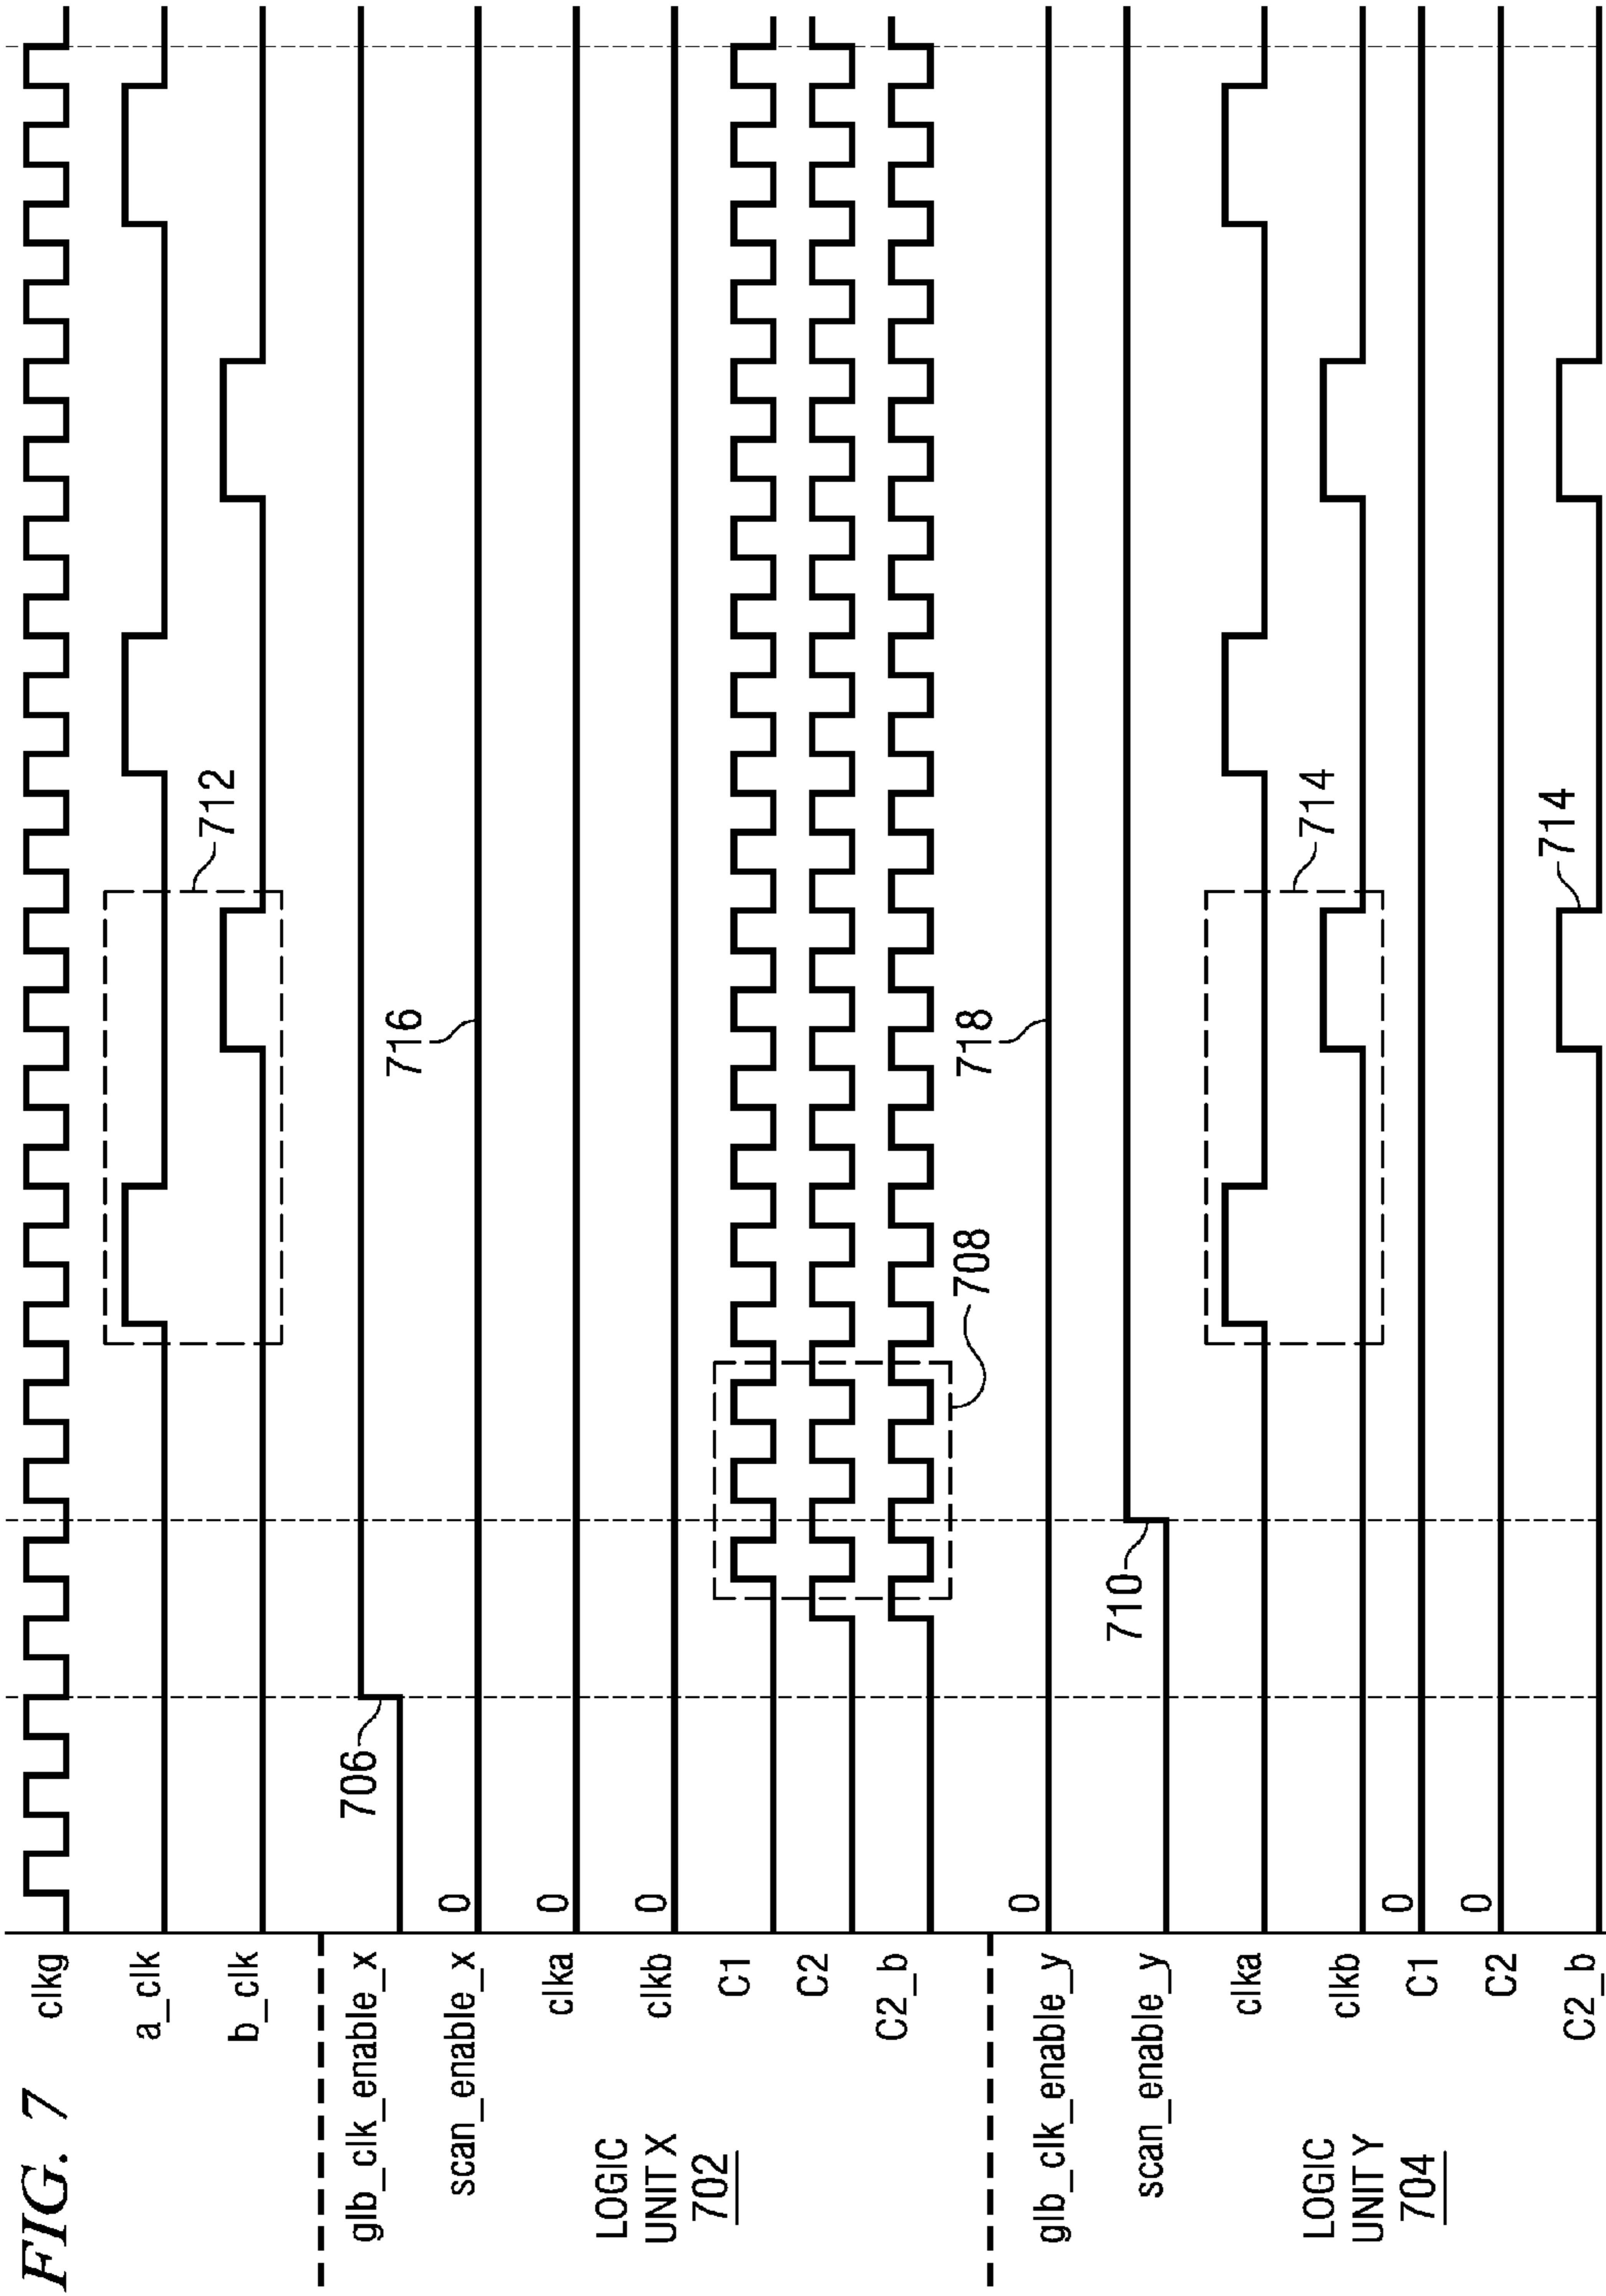 FIG. 7
clkg
a_clk
b_clk
712
glb_clk_enable_x
706
scan_enable_x
0
716
clka
0
clkb
0
LOGIC
UNIT X
702
C1
C2
C2_b
708
glb_clk_enable_y
0
718
scan_enable_y
710
clka
clkb
714
LOGIC
UNIT Y
704
C1
0
C2
0
C2_b
714